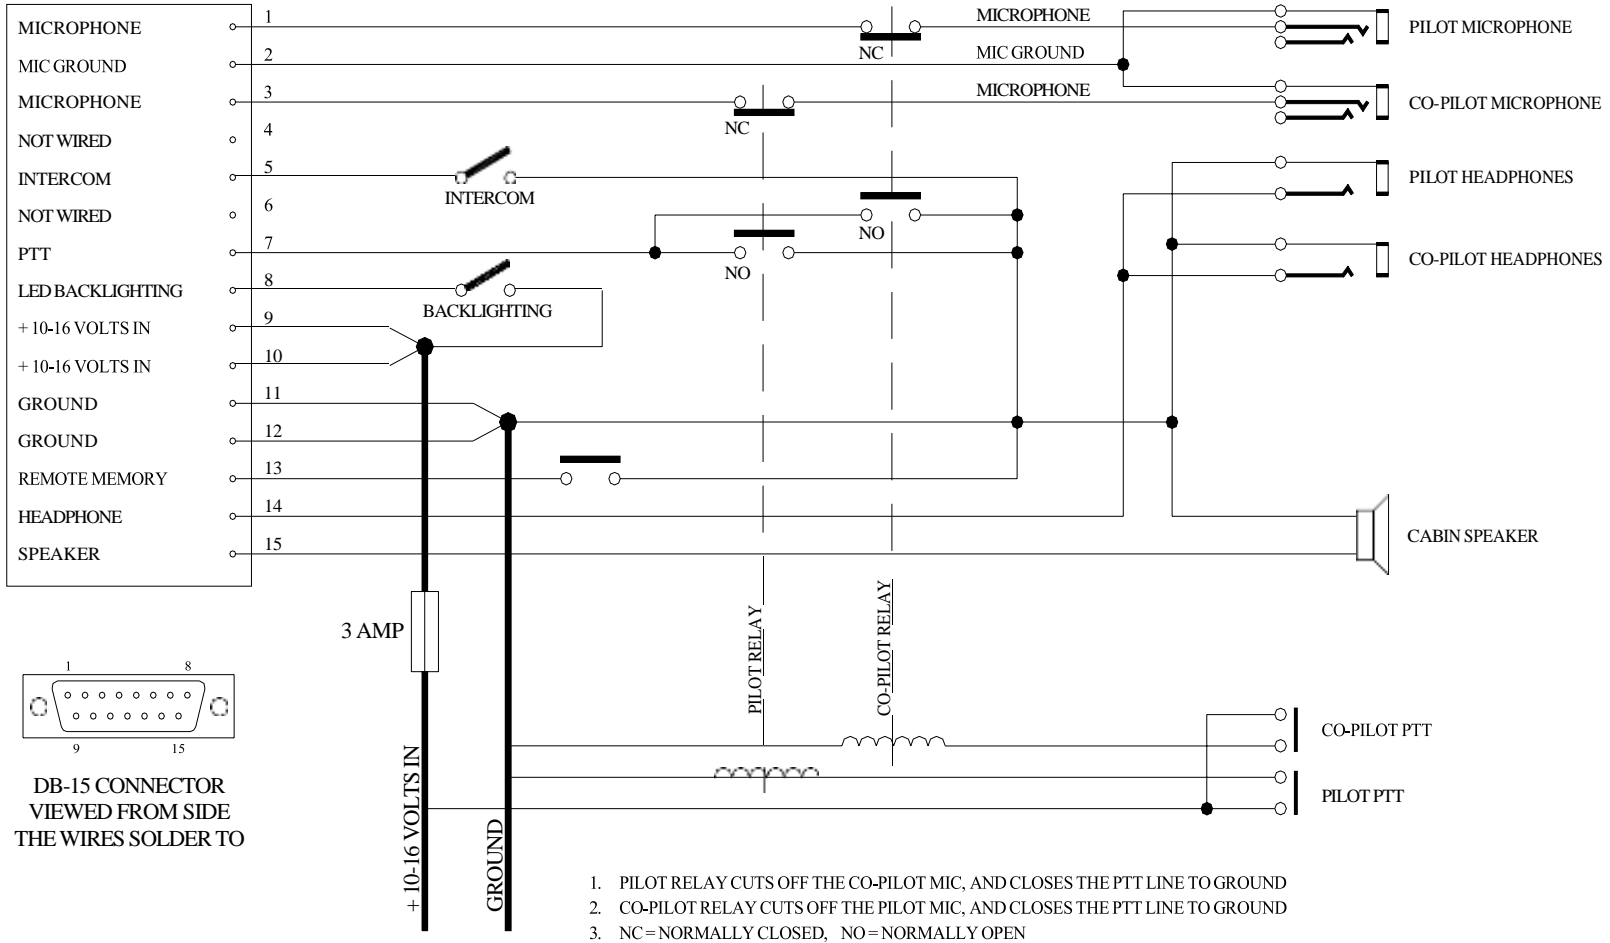 MICROPHONE 1
MIC GROUND 2
MICROPHONE 3
NOT WIRED 4
INTERCOM 5
NOT WIRED 6
PTT 7
LED BACKLIGHTING 8
+ 10-16 VOLTS IN 9
+ 10-16 VOLTS IN 10
GROUND 11
GROUND 12
REMOTE MEMORY 13
HEADPHONE 14
SPEAKER 15
MICROPHONE
NC
MIC GROUND
MICROPHONE
NC
INTERCOM
NO
NO
BACKLIGHTING
PILOT MICROPHONE
CO-PILOT MICROPHONE
PILOT HEADPHONES
CO-PILOT HEADPHONES
CABIN SPEAKER
3 AMP
PILOT RELAY
CO-PILOT RELAY
+ 10-16 VOLTS IN
GROUND
CO-PILOT PTT
PILOT PTT
1 8
9 15
DB-15 CONNECTOR
VIEWED FROM SIDE
THE WIRES SOLDER TO
1. PILOT RELAY CUTS OFF THE CO-PILOT MIC, AND CLOSES THE PTT LINE TO GROUND
2. CO-PILOT RELAY CUTS OFF THE PILOT MIC, AND CLOSES THE PTT LINE TO GROUND
3. NC = NORMALLY CLOSED, NO = NORMALLY OPEN